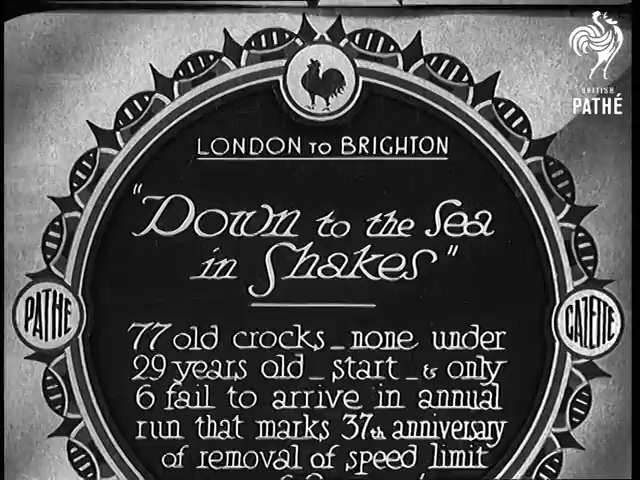 BRITISH
PATHÉ
LONDON TO BRIGHTON
"Down to the Sea
in Shakes"
PATHE
GAZETTE
77 old crocks _ none under
29 years old _ start _ & only
6 fail to arrive in annual
run that marks 37th anniversary
of removal of speed limit